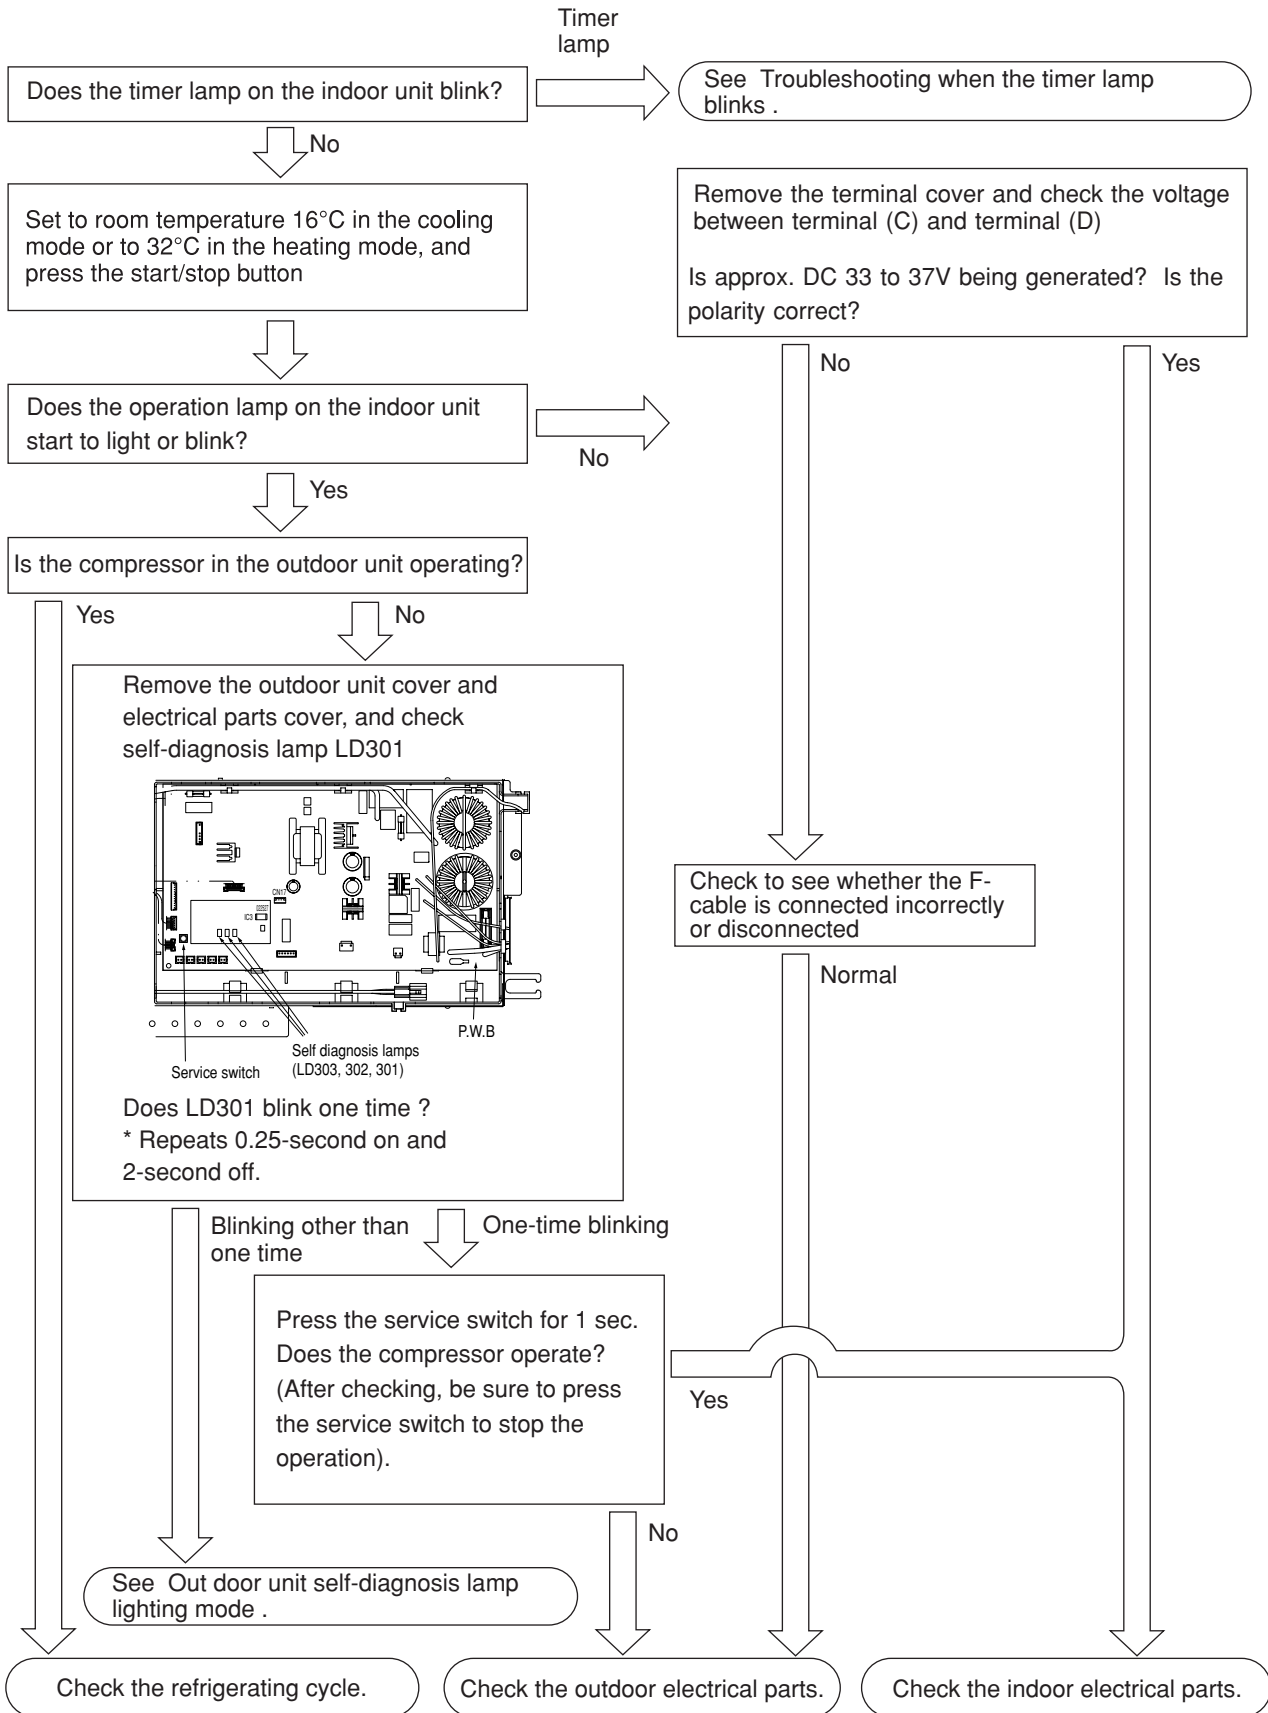 Timer
lamp
Does the timer lamp on the indoor unit blink?
See Troubleshooting when the timer lamp
blinks .
No
Set to room temperature 16°C in the cooling
mode or to 32°C in the heating mode, and
press the start/stop button
Remove the terminal cover and check the voltage
between terminal (C) and terminal (D)
Is approx. DC 33 to 37V being generated? Is the
polarity correct?
No
Yes
Does the operation lamp on the indoor unit
start to light or blink?
No
Yes
Is the compressor in the outdoor unit operating?
Yes
No
Remove the outdoor unit cover and
electrical parts cover, and check
self-diagnosis lamp LD301
CN17
IC3
P.W.B
Self diagnosis lamps
(LD303, 302, 301)
Service switch
Does LD301 blink one time ?
* Repeats 0.25-second on and
2-second off.
Check to see whether the F-
cable is connected incorrectly
or disconnected
Normal
Blinking other than
one time
One-time blinking
Press the service switch for 1 sec.
Does the compressor operate?
(After checking, be sure to press
the service switch to stop the
operation).
Yes
No
See Out door unit self-diagnosis lamp
lighting mode .
Check the refrigerating cycle.
Check the outdoor electrical parts.
Check the indoor electrical parts.